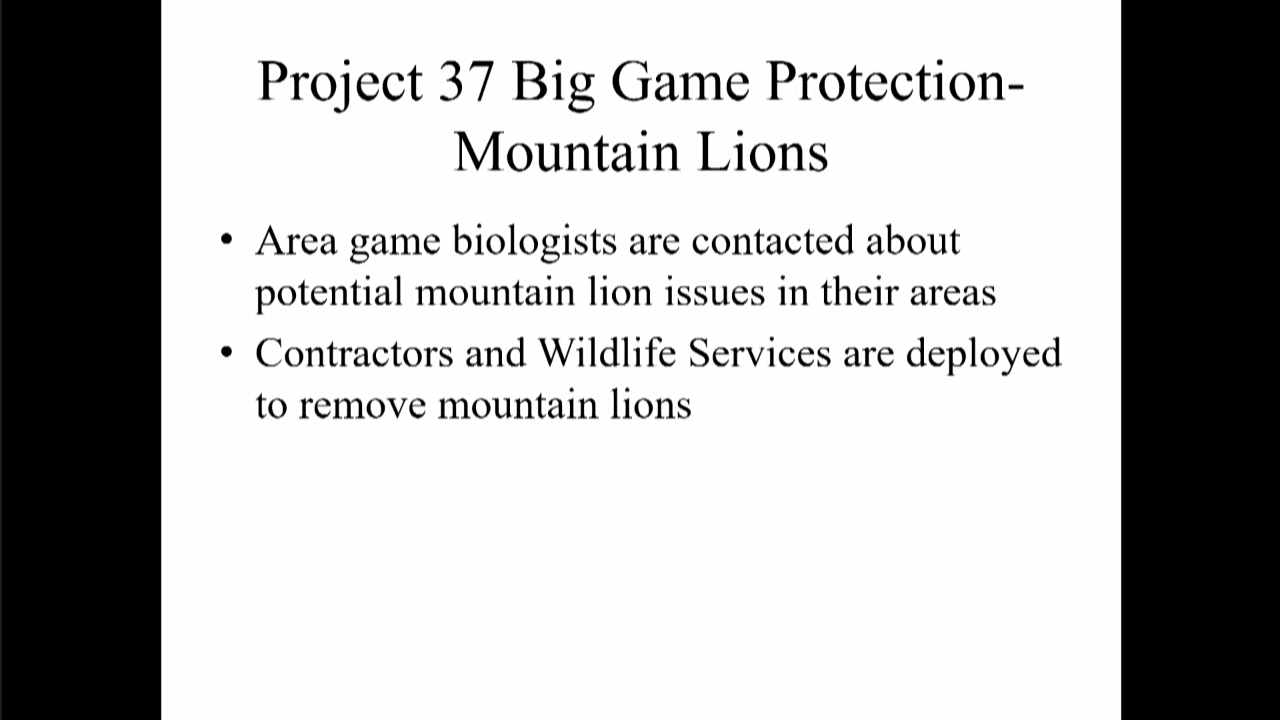 Project 37 Big Game Protection-
Mountain Lions
• Area game biologists are contacted about
potential mountain lion issues in their areas
• Contractors and Wildlife Services are deployed
to remove mountain lions